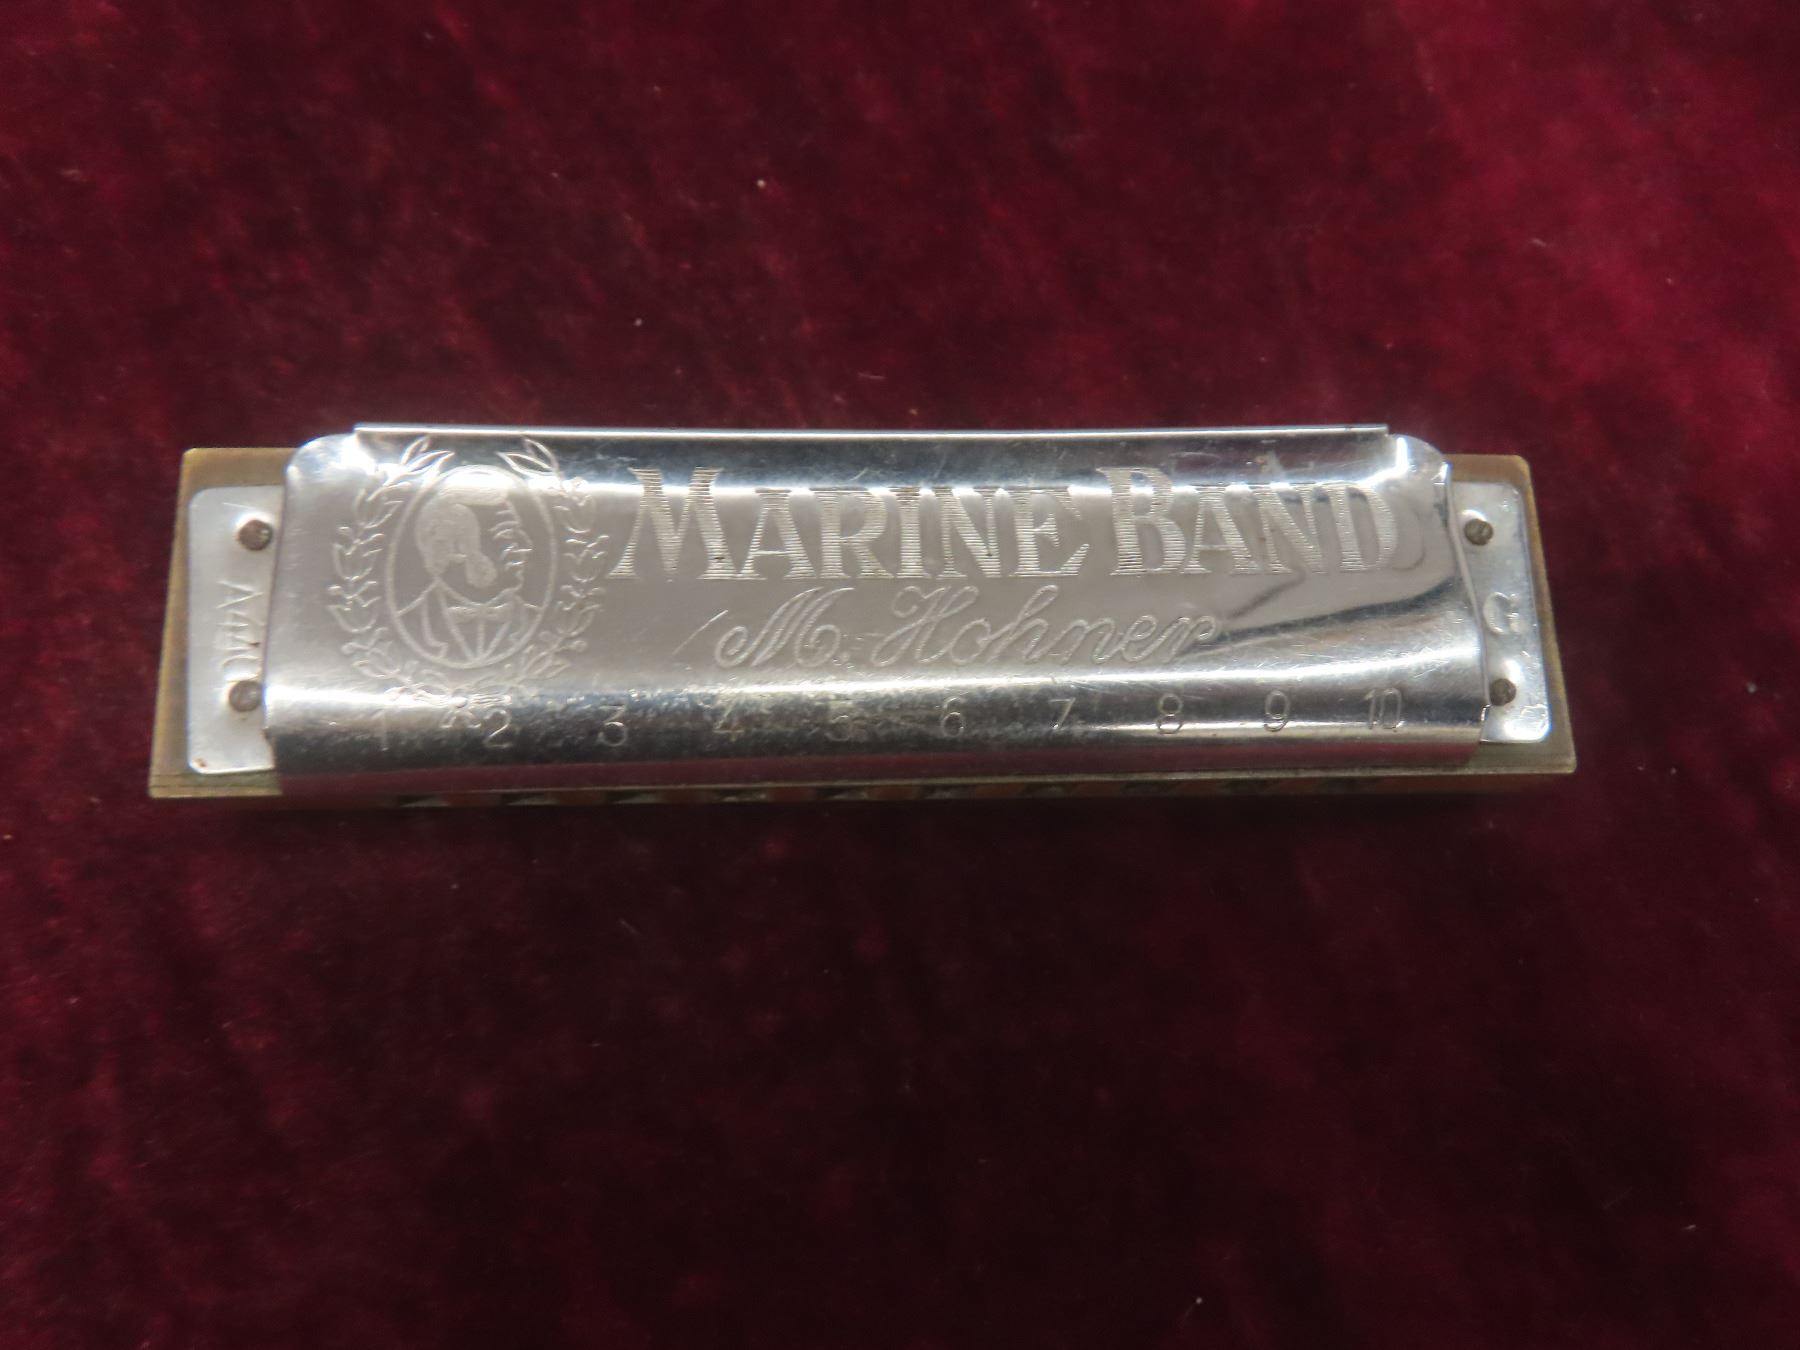 MARINE BAND
M. Hohner
A440
G
1 2 3 4 5 6 7 8 9 10